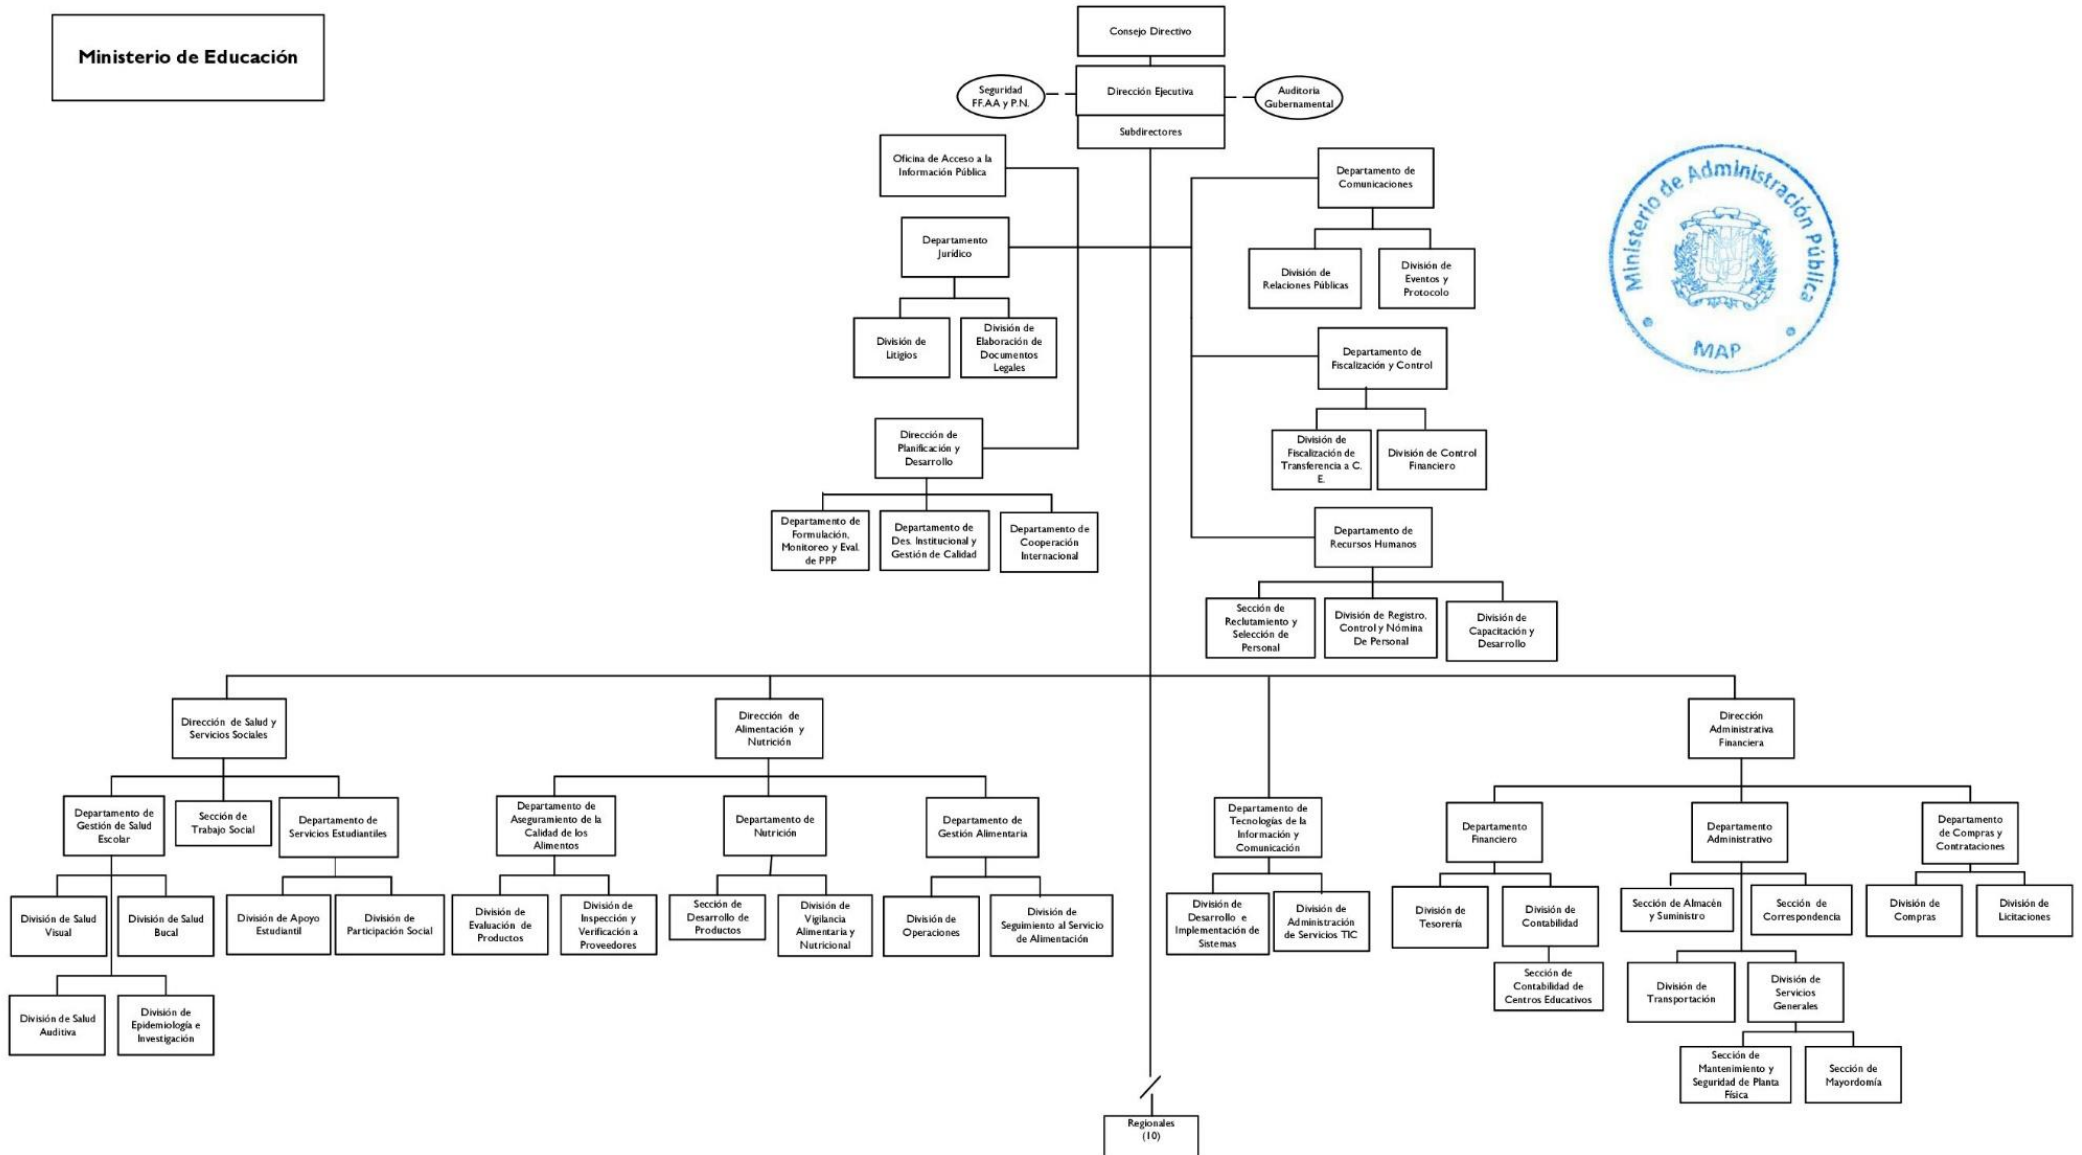 Ministerio de Educación
Consejo Directivo
Seguridad
FF.AA y P.N.
Dirección Ejecutiva
Auditoria
Gubernamental
Subdirectores
Oficina de Acceso a la
Información Pública
Departamento de
Comunicaciones
Departamento
Jurídico
División de
Relaciones Públicas
División de
Eventos y
Protocolo
División de
Litigios
División de
Elaboración de
Documentos
Legales
Departamento de
Fiscalización y Control
Dirección de
Planificación y
Desarrollo
División de
Fiscalización de
Transferencia a C.
E.
División de Control
Financiero
Departamento de
Formulación,
Monitoreo y Eval.
de PPP
Departamento de
Des. Institucional y
Gestión de Calidad
Departamento de
Cooperación
Internacional
Departamento de
Recursos Humanos
Sección de
Reclutamiento y
Selección de
Personal
División de Registro,
Control y Nómina
De Personal
División de
Capacitación y
Desarrollo
Ministerio de Administración Pública
MAP
Dirección de Salud y
Servicios Sociales
Dirección de
Alimentación y
Nutrición
Dirección
Administrativa
Financiera
Departamento de
Gestión de Salud
Escolar
Sección de
Trabajo Social
Departamento de
Servicios Estudiantiles
Departamento de
Aseguramiento de la
Calidad de los
Alimentos
Departamento de
Nutrición
Departamento de
Gestión Alimentaria
Departamento de
Tecnologías de la
Información y
Comunicación
Departamento
Financiero
Departamento
Administrativo
Departamento
de Compras y
Contrataciones
División de Salud
Visual
División de Salud
Bucal
División de Apoyo
Estudiantil
División de
Participación Social
División de
Evaluación de
Productos
División de
Inspección y
Verificación a
Proveedores
Sección de
Desarrollo de
Productos
División de
Vigilancia
Alimentaria y
Nutricional
División de
Operaciones
División de
Seguimiento al Servicio
de Alimentación
División de
Desarrollo e
Implementación de
Sistemas
División de
Administración
de Servicios TIC
División de
Tesorería
División de
Contabilidad
Sección de Almacèn
y Suministro
Sección de
Correspondencia
División de
Compras
División de
Licitaciones
División de Salud
Auditiva
División de
Epidemiología e
Investigación
Sección de
Contabilidad de
Centros Educativos
División de
Transportación
División de
Servicios
Generales
Sección de
Mantenimiento y
Seguridad de Planta
Física
Sección de
Mayordomía
Regionales
(10)